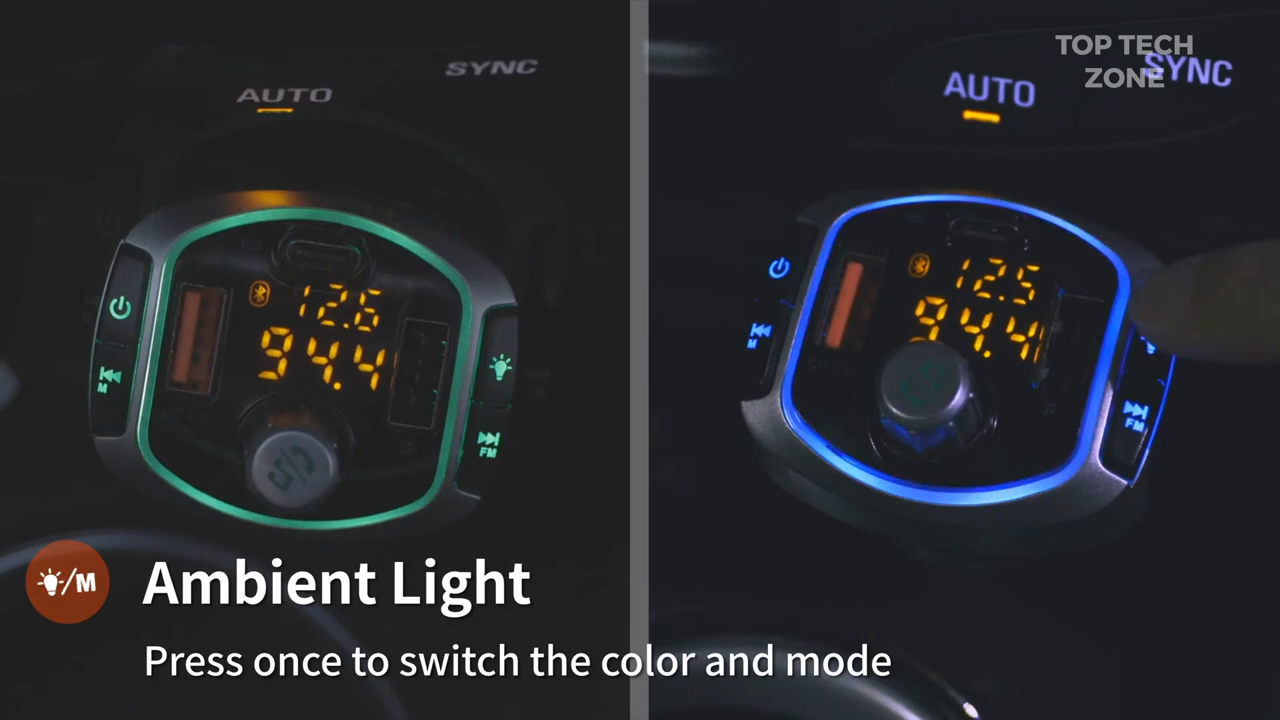 SYNC
AUTO
PD
12.6
94.4
M
FM
TOP TECH
ZONE
SYNC
AUTO
12.5
94.4
M
FM
/M
Ambient Light
Press once to switch the color and mode